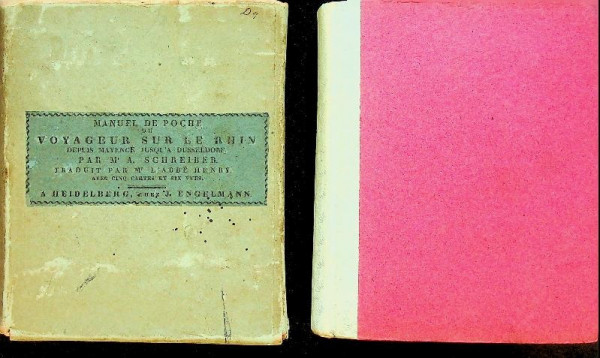 MANUEL DE POCHE
DU
VOYAGEUR SUR LE RHIN
DEPUIS MAYENCE JUSQU'A DUSSELDORF.
PAR Mr A. SCHREIBER.
TRADUIT PAR Mr L'ABBÉ HENRY.
AVEC CINQ CARTES ET SIX VUES.
A HEIDELBERG, chez J. ENGELMANN.